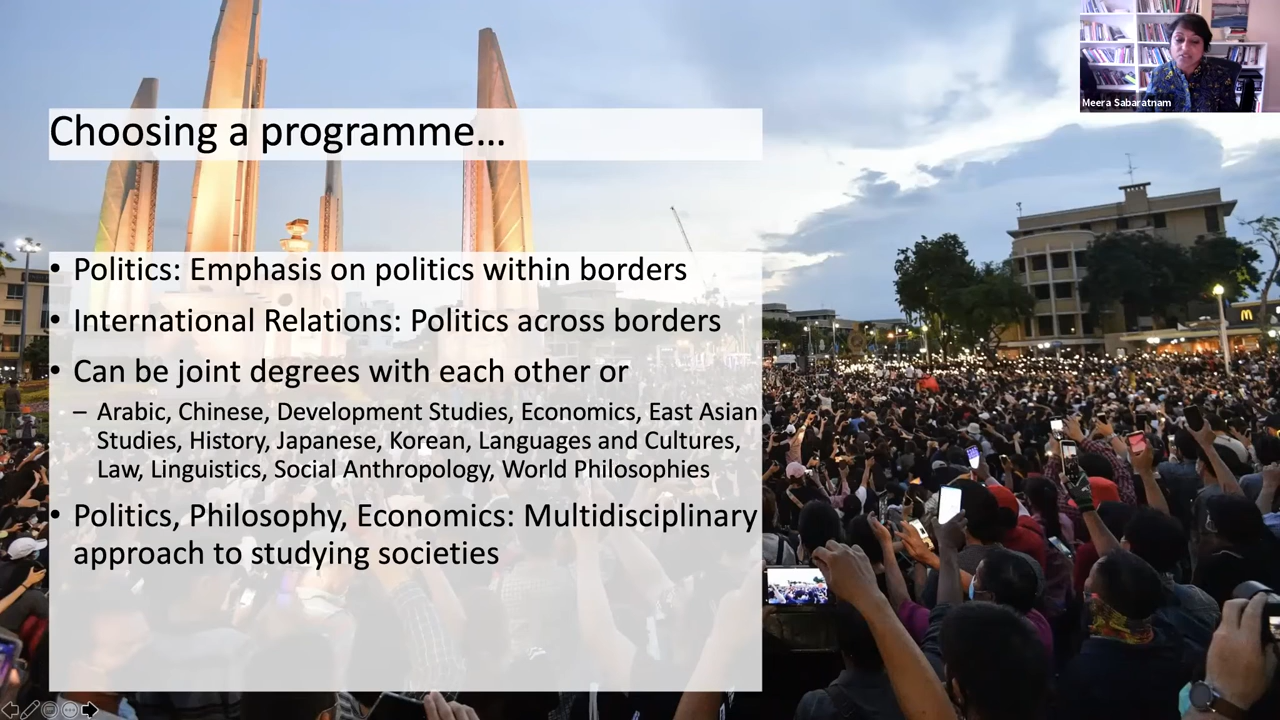 Meera Sabaratnam
Choosing a programme…
• Politics: Emphasis on politics within borders
• International Relations: Politics across borders
• Can be joint degrees with each other or
– Arabic, Chinese, Development Studies, Economics, East Asian
Studies, History, Japanese, Korean, Languages and Cultures,
Law, Linguistics, Social Anthropology, World Philosophies
• Politics, Philosophy, Economics: Multidisciplinary
approach to studying societies